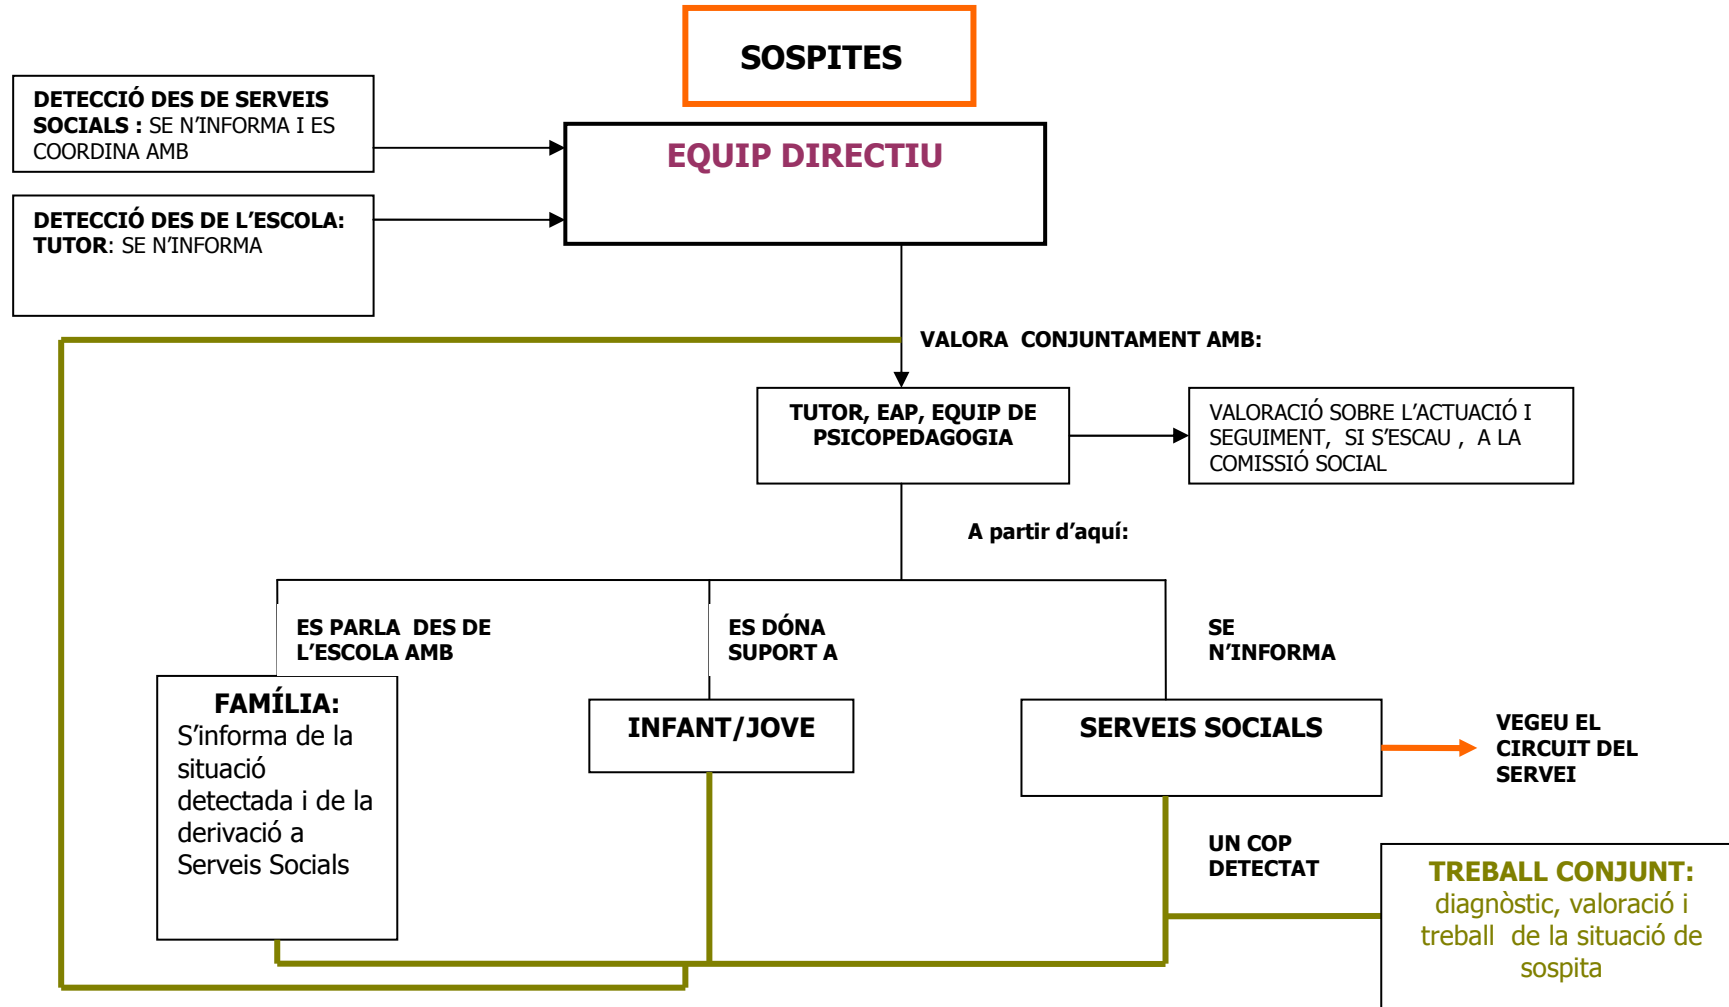 SOSPITES
DETECCIÓ DES DE SERVEIS
SOCIALS : SE N'INFORMA I ES
COORDINA AMB
EQUIP DIRECTIU
DETECCIÓ DES DE L'ESCOLA:
TUTOR: SE N'INFORMA
VALORA  CONJUNTAMENT AMB:
TUTOR, EAP, EQUIP DE
PSICOPEDAGOGIA
VALORACIÓ SOBRE L'ACTUACIÓ I
SEGUIMENT,  SI S'ESCAU ,  A LA
COMISSIÓ SOCIAL
A partir d'aquí:
ES PARLA  DES DE
L'ESCOLA AMB
ES DÓNA
SUPORT A
SE
N'INFORMA
FAMÍLIA:
S'informa de la
situació
detectada i de la
derivació a
Serveis Socials
INFANT/JOVE
SERVEIS SOCIALS
VEGEU EL
CIRCUIT DEL
SERVEI
UN COP
DETECTAT
TREBALL CONJUNT:
diagnòstic, valoració i
treball  de la situació de
sospita